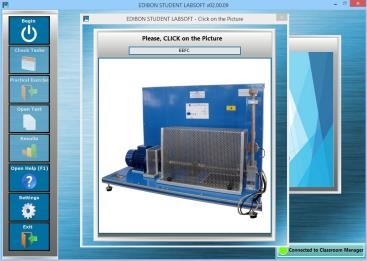 EDIBON STUDENT LABSOFT v02.00.09
Begin
Check Tasks
Practical Exercise
Open Test
Results
Open Help (F1)
Settings
Exit
EDIBON STUDENT LABSOFT - Click on the Picture
Please, CLICK on the Picture
EEFC
Connected to Classroom Manager